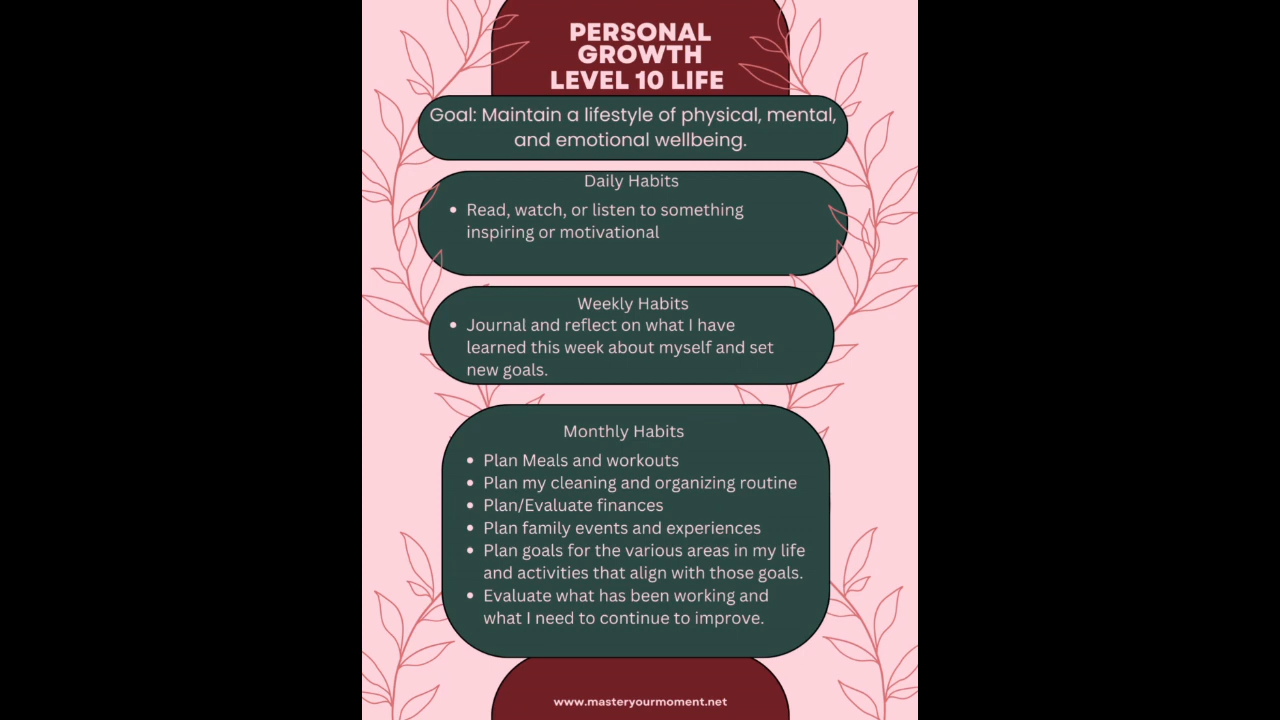 PERSONAL
GROWTH
LEVEL 10 LIFE
Goal: Maintain a lifestyle of physical, mental,
and emotional wellbeing.
Daily Habits
• Read, watch, or listen to something
inspiring or motivational
Weekly Habits
• Journal and reflect on what I have
learned this week about myself and set
new goals.
Monthly Habits
• Plan Meals and workouts
• Plan my cleaning and organizing routine
• Plan/Evaluate finances
• Plan family events and experiences
• Plan goals for the various areas in my life
and activities that align with those goals.
• Evaluate what has been working and
what I need to continue to improve.
www.masteryourmoment.net